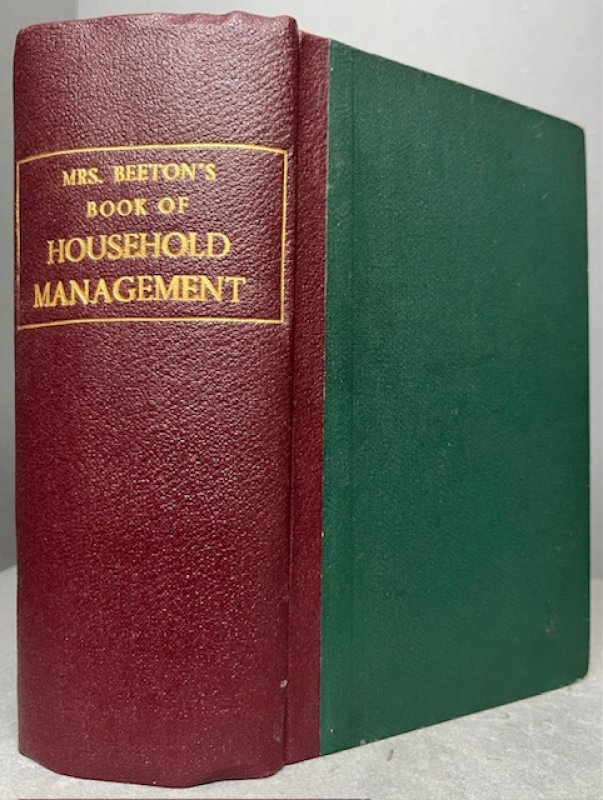 MRS. BEETON'S
BOOK OF
HOUSEHOLD
MANAGEMENT